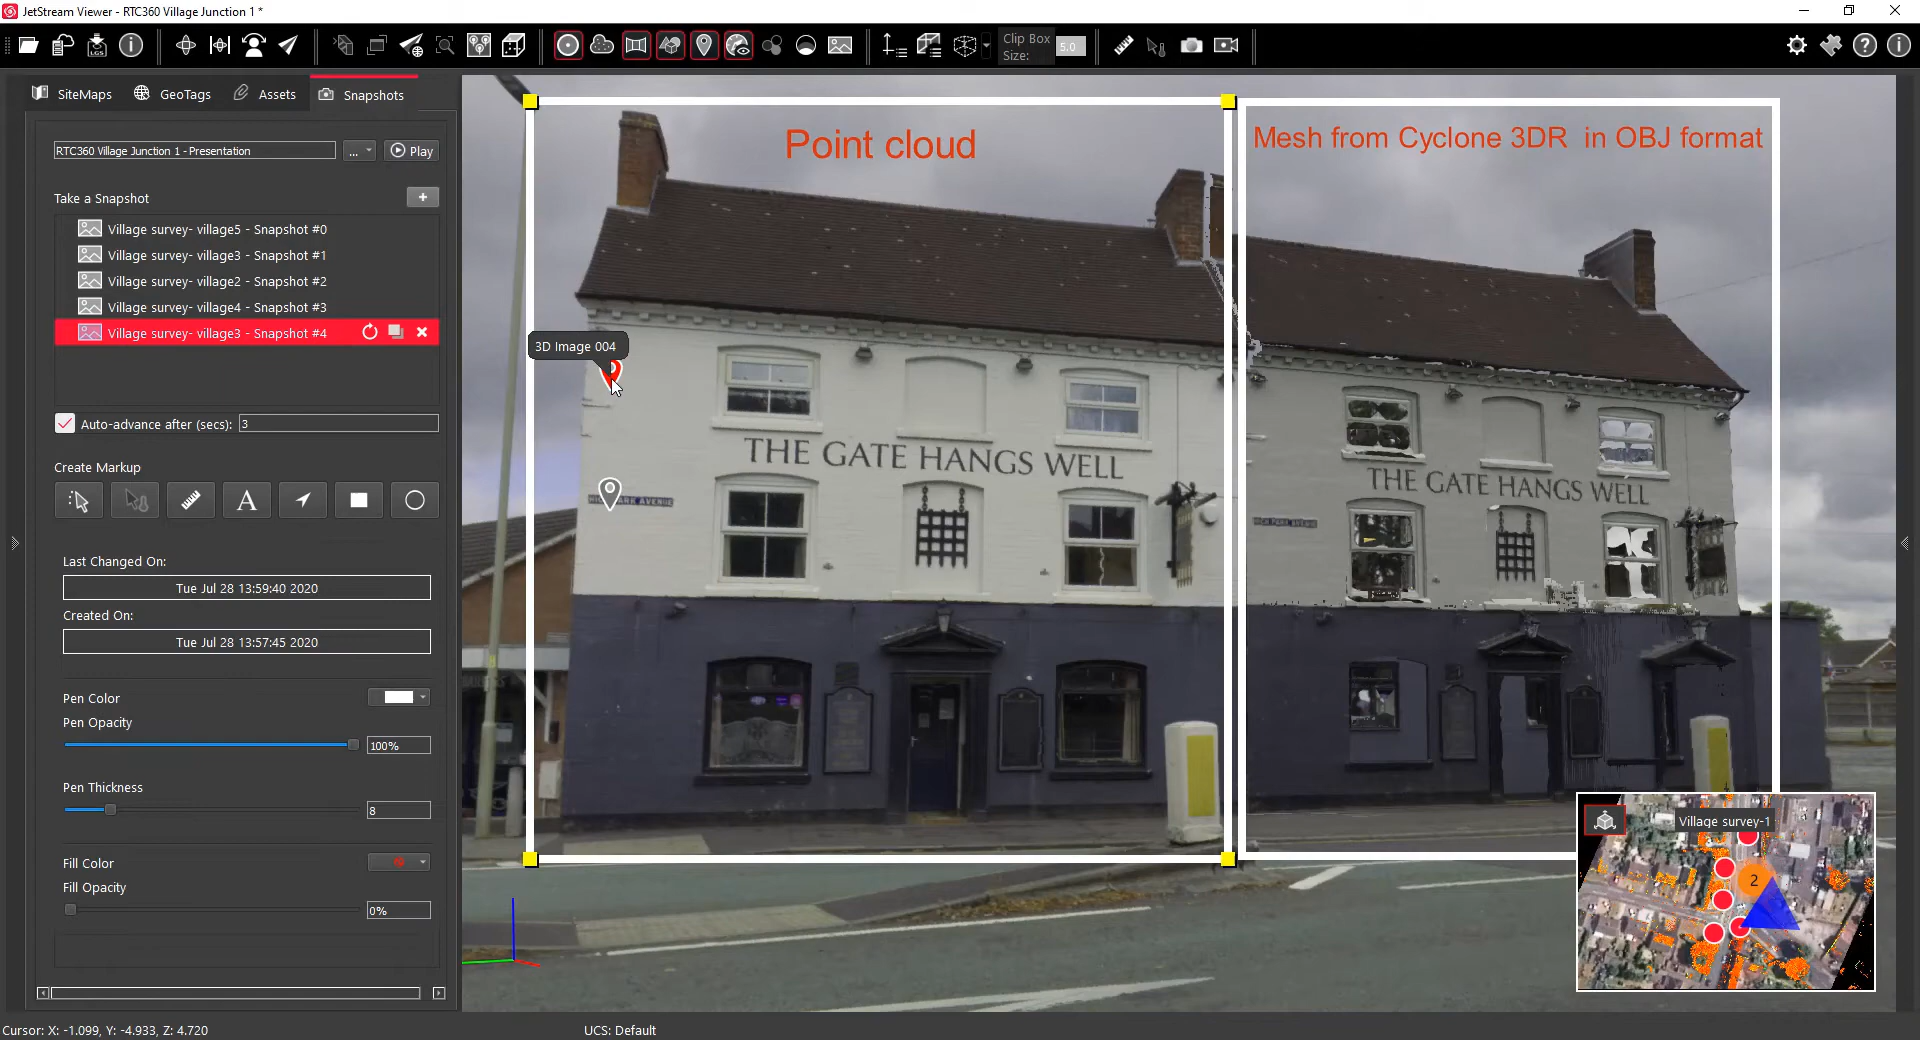 JetStream Viewer - RTC360 Village Junction 1 *
LGS
Clip Box
Size:
5.0
SiteMaps
GeoTags
Assets
Snapshots
RTC360 Village Junction 1 - Presentation
...
Play
Take a Snapshot
+
Village survey- village5 - Snapshot #0
Village survey- village3 - Snapshot #1
Village survey- village2 - Snapshot #2
Village survey- village4 - Snapshot #3
Village survey- village3 - Snapshot #4
Auto-advance after (secs):
3
Create Markup
A
Last Changed On:
Tue Jul 28 13:59:40 2020
Created On:
Tue Jul 28 13:57:45 2020
Pen Color
Pen Opacity
100%
Pen Thickness
8
Fill Color
Fill Opacity
0%
Point cloud
Mesh from Cyclone 3DR in OBJ format
3D Image 004
THE GATE HANGS WELL
THE GATE HANGS WELL
PARK AVENUE
HIGH PARK AVENUE
Village survey-1
2
Cursor: X: -1.099, Y: -4.933, Z: 4.720
UCS: Default